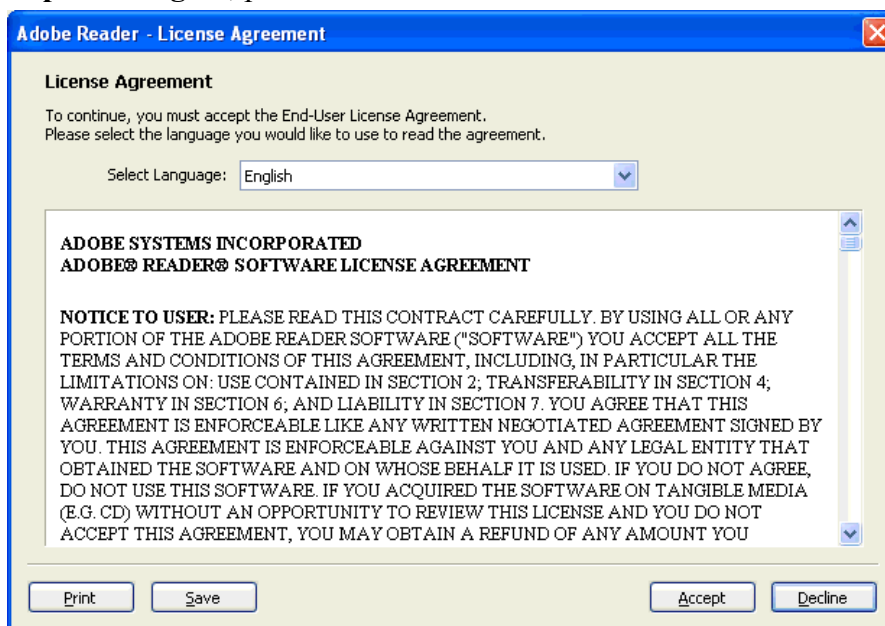 Adobe Reader - License Agreement
License Agreement
To continue, you must accept the End-User License Agreement.
Please select the language you would like to use to read the agreement.
Select Language: English
ADOBE SYSTEMS INCORPORATED
ADOBE® READER® SOFTWARE LICENSE AGREEMENT
NOTICE TO USER: PLEASE READ THIS CONTRACT CAREFULLY. BY USING ALL OR ANY
PORTION OF THE ADOBE READER SOFTWARE ("SOFTWARE") YOU ACCEPT ALL THE
TERMS AND CONDITIONS OF THIS AGREEMENT, INCLUDING, IN PARTICULAR THE
LIMITATIONS ON: USE CONTAINED IN SECTION 2; TRANSFERABILITY IN SECTION 4;
WARRANTY IN SECTION 6; AND LIABILITY IN SECTION 7. YOU AGREE THAT THIS
AGREEMENT IS ENFORCEABLE LIKE ANY WRITTEN NEGOTIATED AGREEMENT SIGNED BY
YOU. THIS AGREEMENT IS ENFORCEABLE AGAINST YOU AND ANY LEGAL ENTITY THAT
OBTAINED THE SOFTWARE AND ON WHOSE BEHALF IT IS USED. IF YOU DO NOT AGREE,
DO NOT USE THIS SOFTWARE. IF YOU ACQUIRED THE SOFTWARE ON TANGIBLE MEDIA
(E.G. CD) WITHOUT AN OPPORTUNITY TO REVIEW THIS LICENSE AND YOU DO NOT
ACCEPT THIS AGREEMENT, YOU MAY OBTAIN A REFUND OF ANY AMOUNT YOU
Print Save Accept Decline